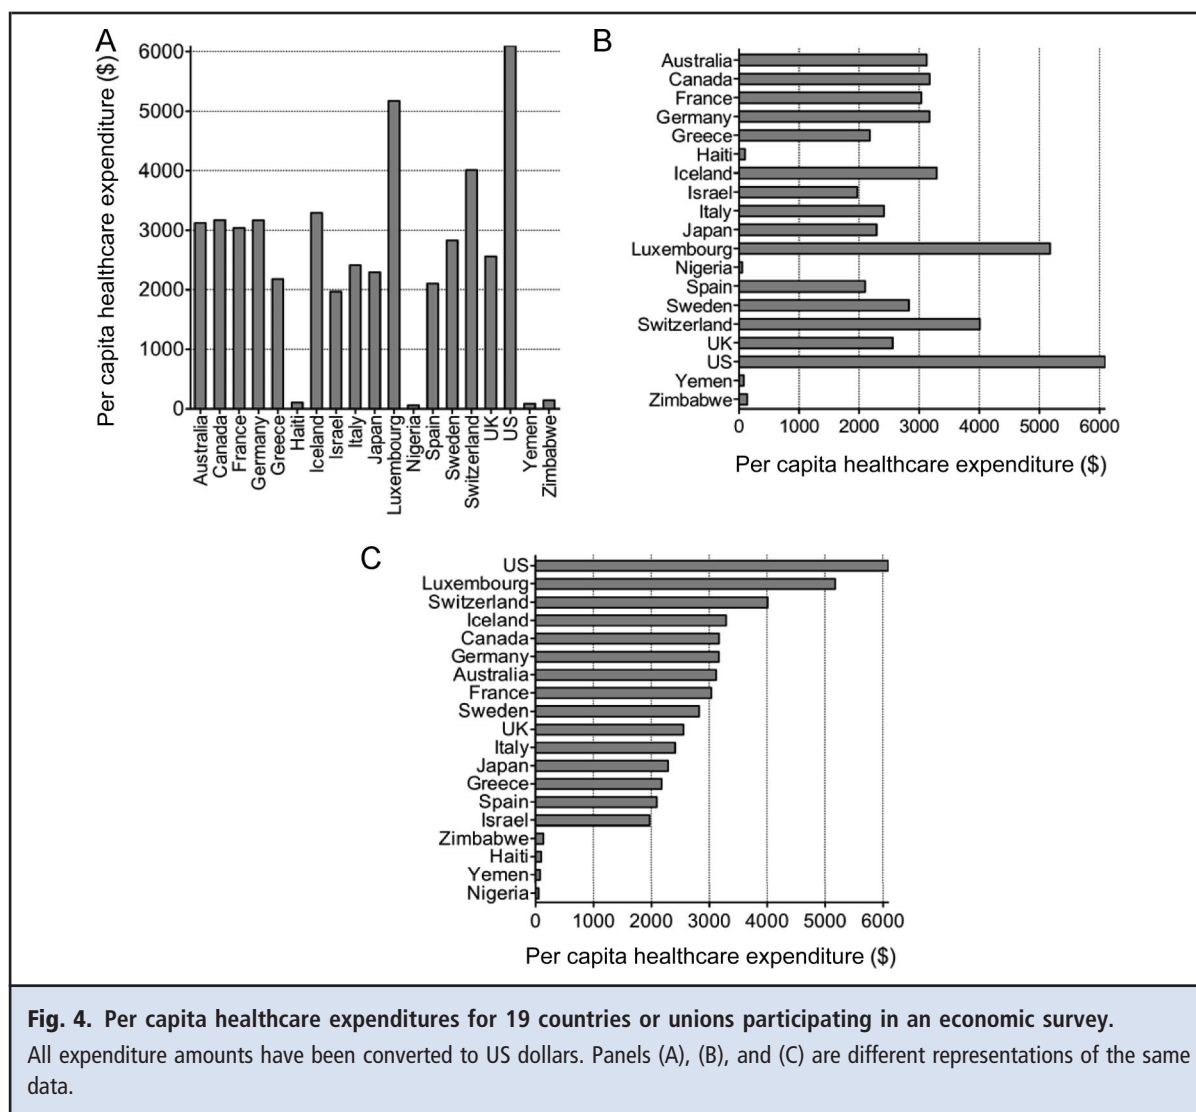 A
Per capita healthcare expenditure ($)
6000
5000
4000
3000
2000
1000
0
Australia
Canada
France
Germany
Greece
Haiti
Iceland
Israel
Italy
Japan
Luxembourg
Nigeria
Spain
Sweden
Switzerland
UK
US
Yemen
Zimbabwe
B
Australia
Canada
France
Germany
Greece
Haiti
Iceland
Israel
Italy
Japan
Luxembourg
Nigeria
Spain
Sweden
Switzerland
UK
US
Yemen
Zimbabwe
0 1000 2000 3000 4000 5000 6000
Per capita healthcare expenditure ($)
C
US
Luxembourg
Switzerland
Iceland
Canada
Germany
Australia
France
Sweden
UK
Italy
Japan
Greece
Spain
Israel
Zimbabwe
Haiti
Yemen
Nigeria
0 1000 2000 3000 4000 5000 6000
Per capita healthcare expenditure ($)
Fig. 4. Per capita healthcare expenditures for 19 countries or unions participating in an economic survey.
All expenditure amounts have been converted to US dollars. Panels (A), (B), and (C) are different representations of the same
data.